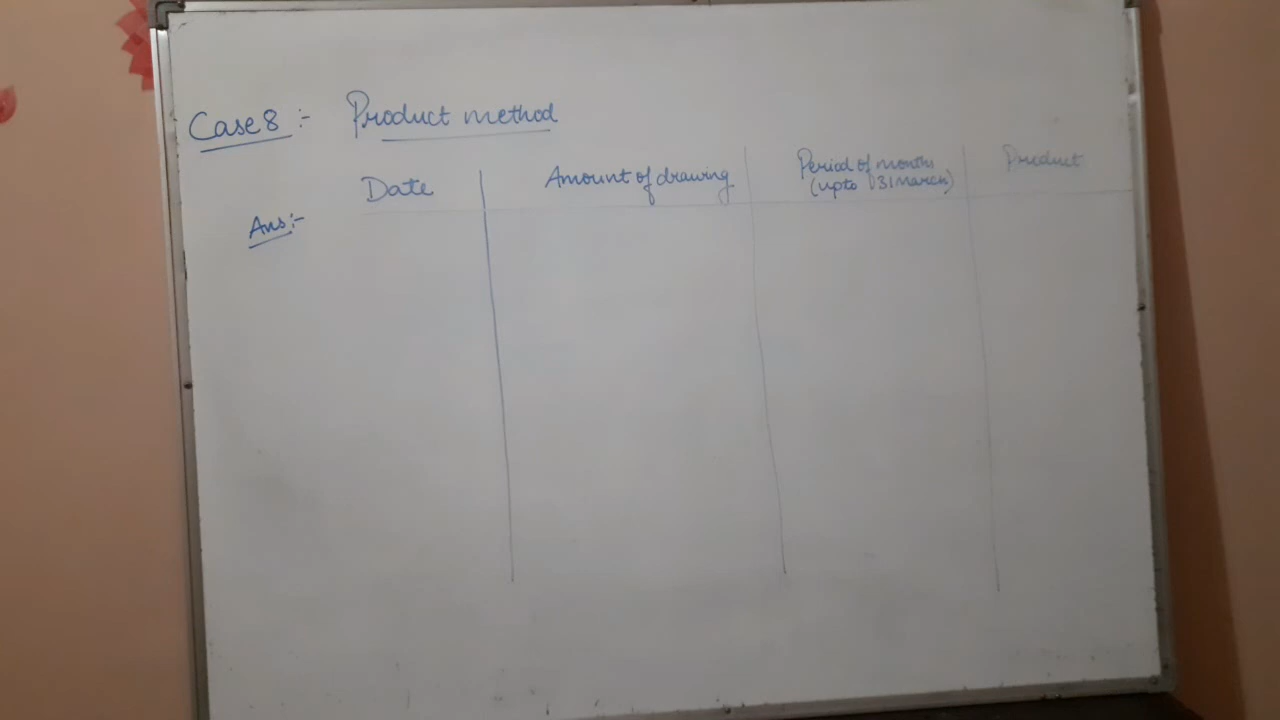 Case 8 :- Product method
Date Amount of drawing Period of months Product
(upto 31 March)
Ans:-